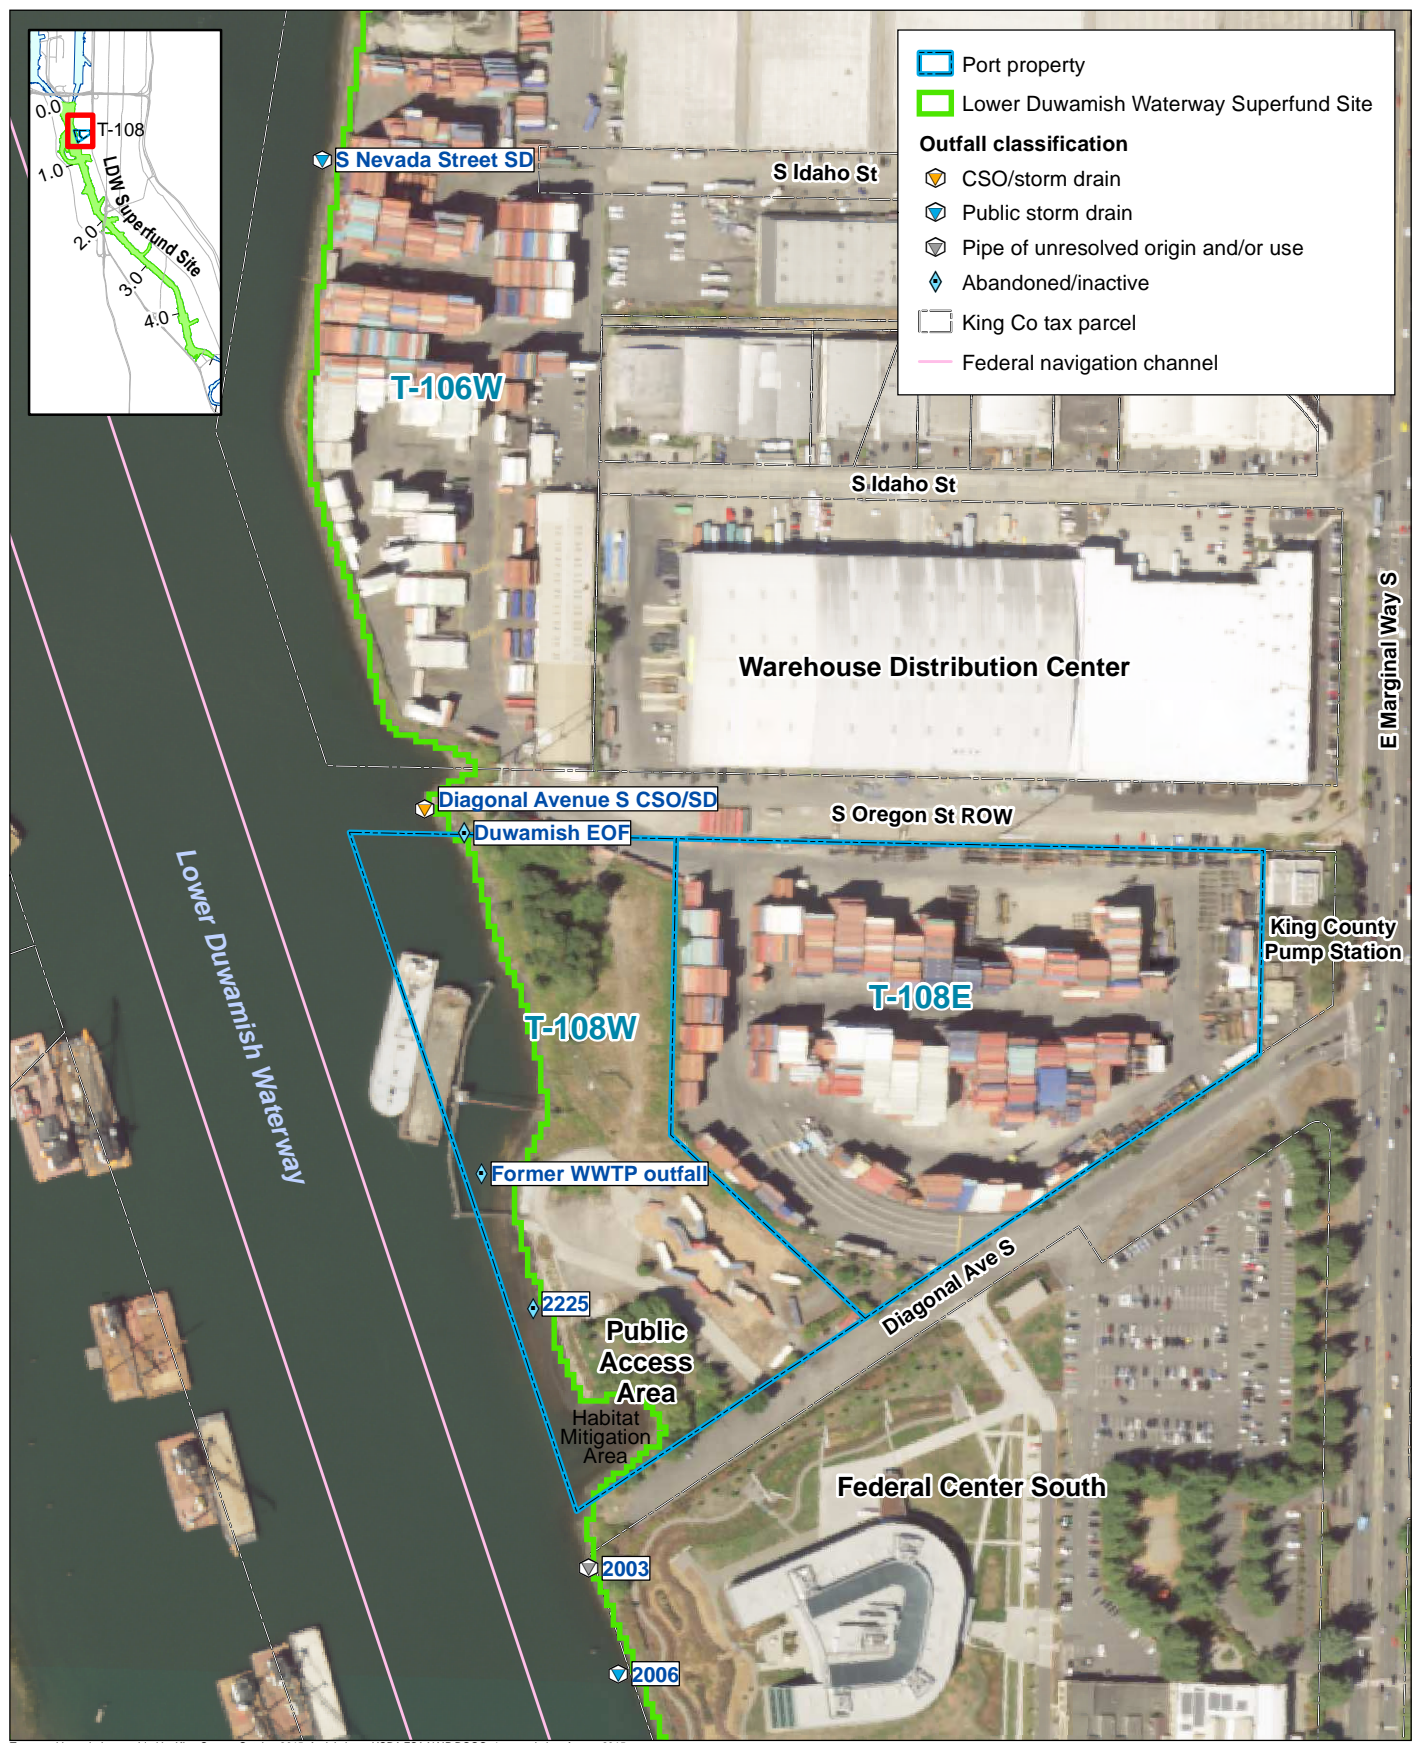 0.0
T-108
1.0
LDW Superfund Site
2.0
3.0
4.0
Port property
Lower Duwamish Waterway Superfund Site
Outfall classification
CSO/storm drain
Public storm drain
Pipe of unresolved origin and/or use
Abandoned/inactive
King Co tax parcel
Federal navigation channel
S Nevada Street SD
S Idaho St
T-106W
S Idaho St
E Marginal Way S
Warehouse Distribution Center
Diagonal Avenue S CSO/SD
S Oregon St ROW
Duwamish EOF
Lower Duwamish Waterway
King County
Pump Station
T-108E
T-108W
Former WWTP outfall
Diagonal Ave S
2225
Public
Access
Area
Habitat
Mitigation
Area
Federal Center South
2003
2006